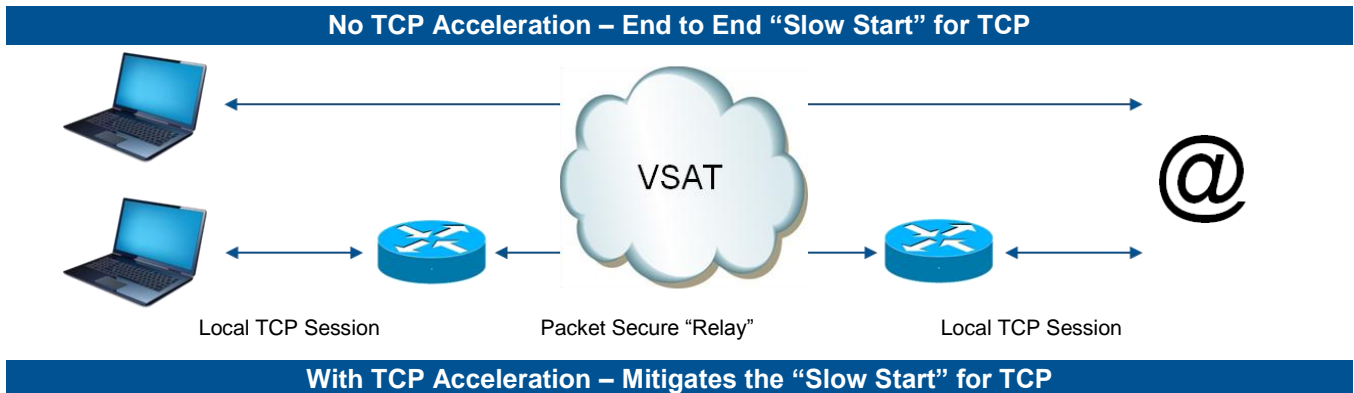 No TCP Acceleration – End to End “Slow Start” for TCP
VSAT
@
Local TCP Session Packet Secure “Relay” Local TCP Session
With TCP Acceleration – Mitigates the “Slow Start” for TCP